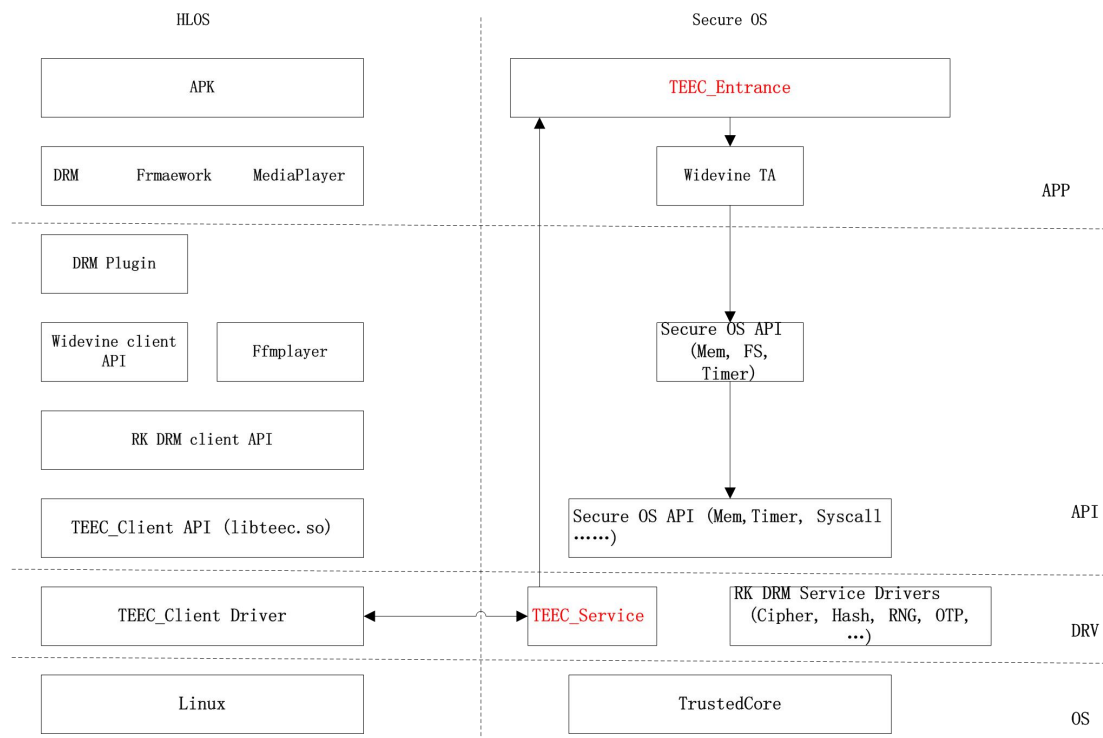 HLOS
Secure OS
APK
TEEC_Entrance
DRM Frmaework MediaPlayer
Widevine TA
APP
DRM Plugin
Widevine client
API
Ffmplayer
Secure OS API
(Mem, FS,
Timer)
RK DRM client API
TEEC_Client API (libteec.so)
Secure OS API (Mem,Timer, Syscall
……)
API
TEEC_Client Driver
TEEC_Service
RK DRM Service Drivers
(Cipher, Hash, RNG, OTP,
…)
DRV
Linux
TrustedCore
OS